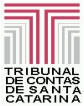 TRIBUNAL
DE CONTAS
DE SANTA
CATARINA